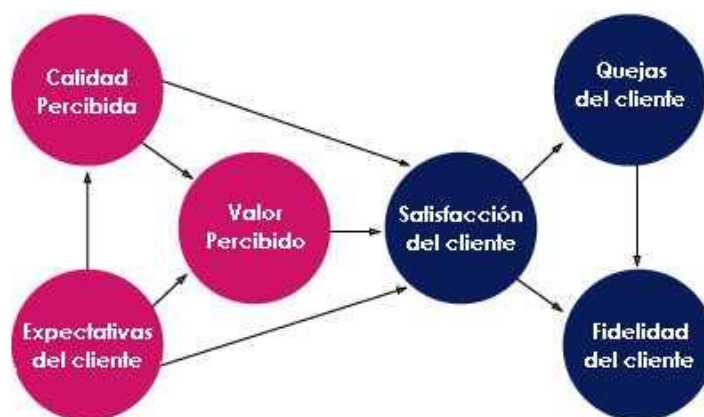 Calidad
Percibida
Quejas
del cliente
Valor
Percibido
Satisfacción
del cliente
Expectativas
del cliente
Fidelidad
del cliente